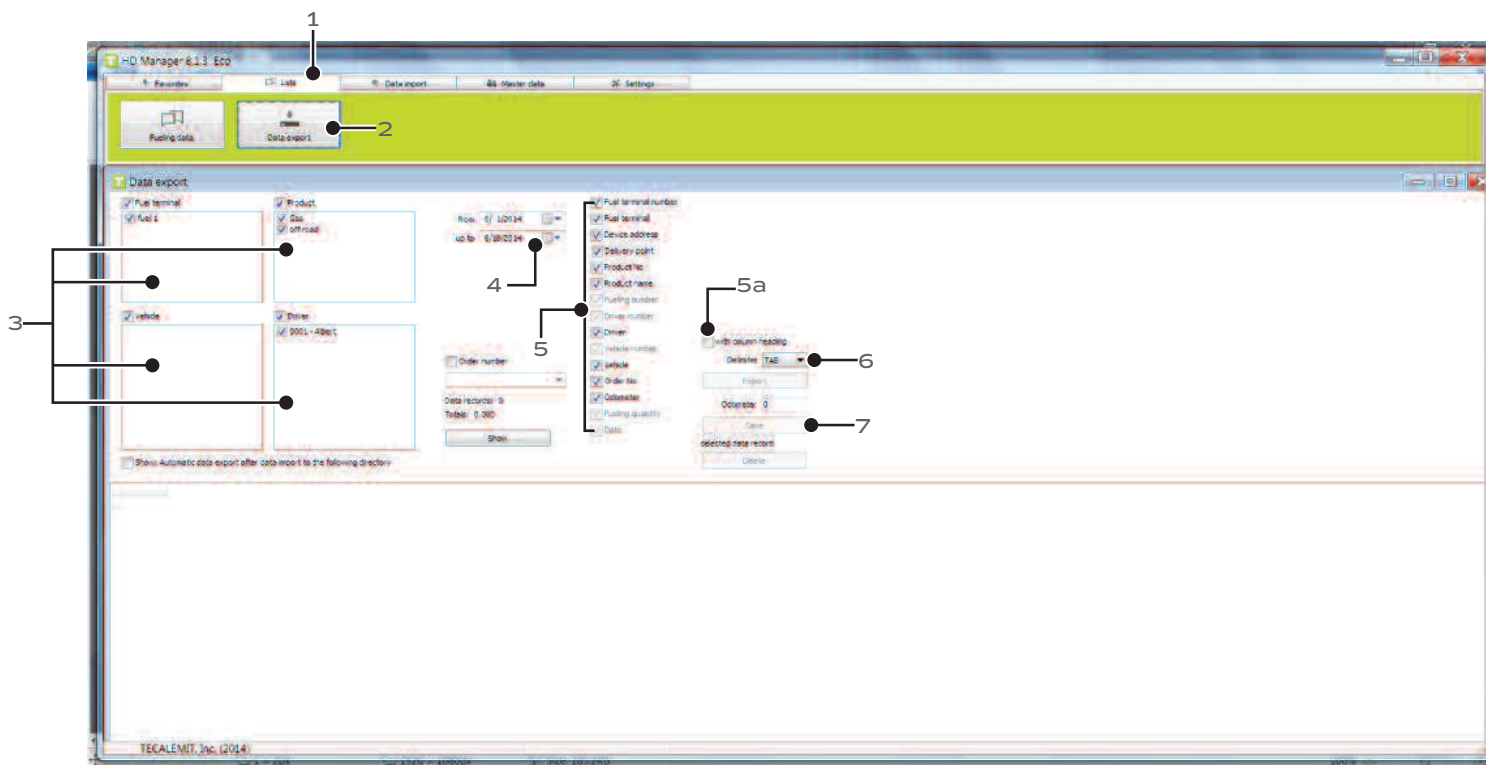 1
HD Manager 6.1.3 Eco
Favorites Lists Data import Master data Settings
Fueling data Data export
2
Data export
Fuel terminal Product
fuel 1 Gas
off road
from 6/ 1/2014
up to 6/18/2014
4
Fuel terminal number
Fuel terminal
Device address
Delivery point
Product No
Product name
Fueling number
Driver number
Driver
Vehicle number
Vehicle
Order No
Odometer
Fueling quantity
Date
3
5
Vehicle Driver
0001 - Albert
Order number
Data recorder 0
Totals: 0.000
Show
5a
with column heading
Delimiter TAB
6
Export
Odometer 0
Save
7
selected data record
Delete
Shows Automatic data export after data import to the following directory
TECALEMIT, Inc. (2014)